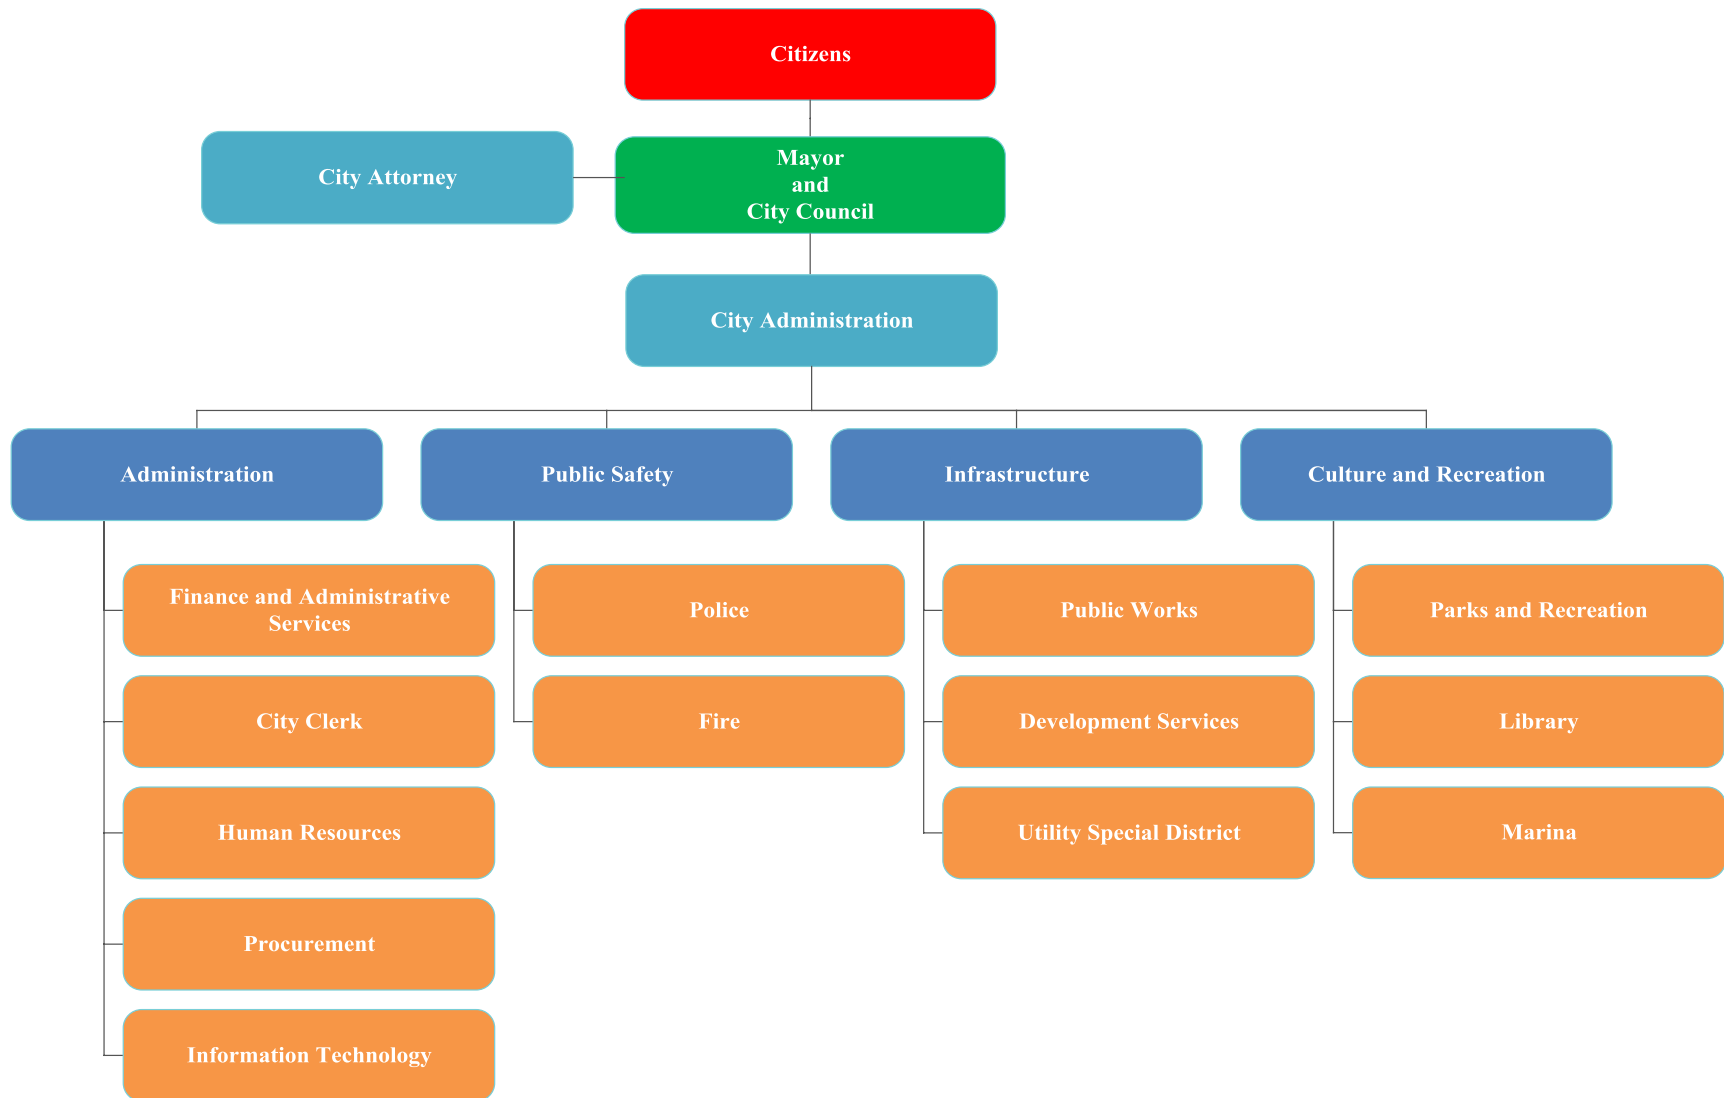 Citizens
City Attorney
Mayor
and
City Council
City Administration
Administration
Public Safety
Infrastructure
Culture and Recreation
Finance and Administrative
Services
City Clerk
Human Resources
Procurement
Information Technology
Police
Fire
Public Works
Development Services
Utility Special District
Parks and Recreation
Library
Marina